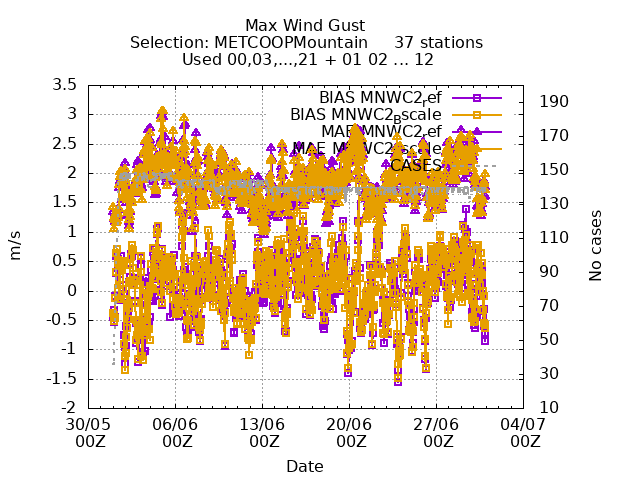 Max Wind Gust
Selection: METCOOPMountain 37 stations
Used 00,03,...,21 + 01 02 ... 12
BIAS MNWC2_ref
BIAS MNWC2_Bscale
MAE MNWC2_ref
MAE MNWC2_Bscale
CASES
3.5
3
2.5
2
1.5
1
0.5
0
-0.5
-1
-1.5
-2
m/s
190
170
150
130
110
90
70
50
30
10
No cases
30/05 06/06 13/06 20/06 27/06 04/07
00Z 00Z 00Z 00Z 00Z 00Z
Date